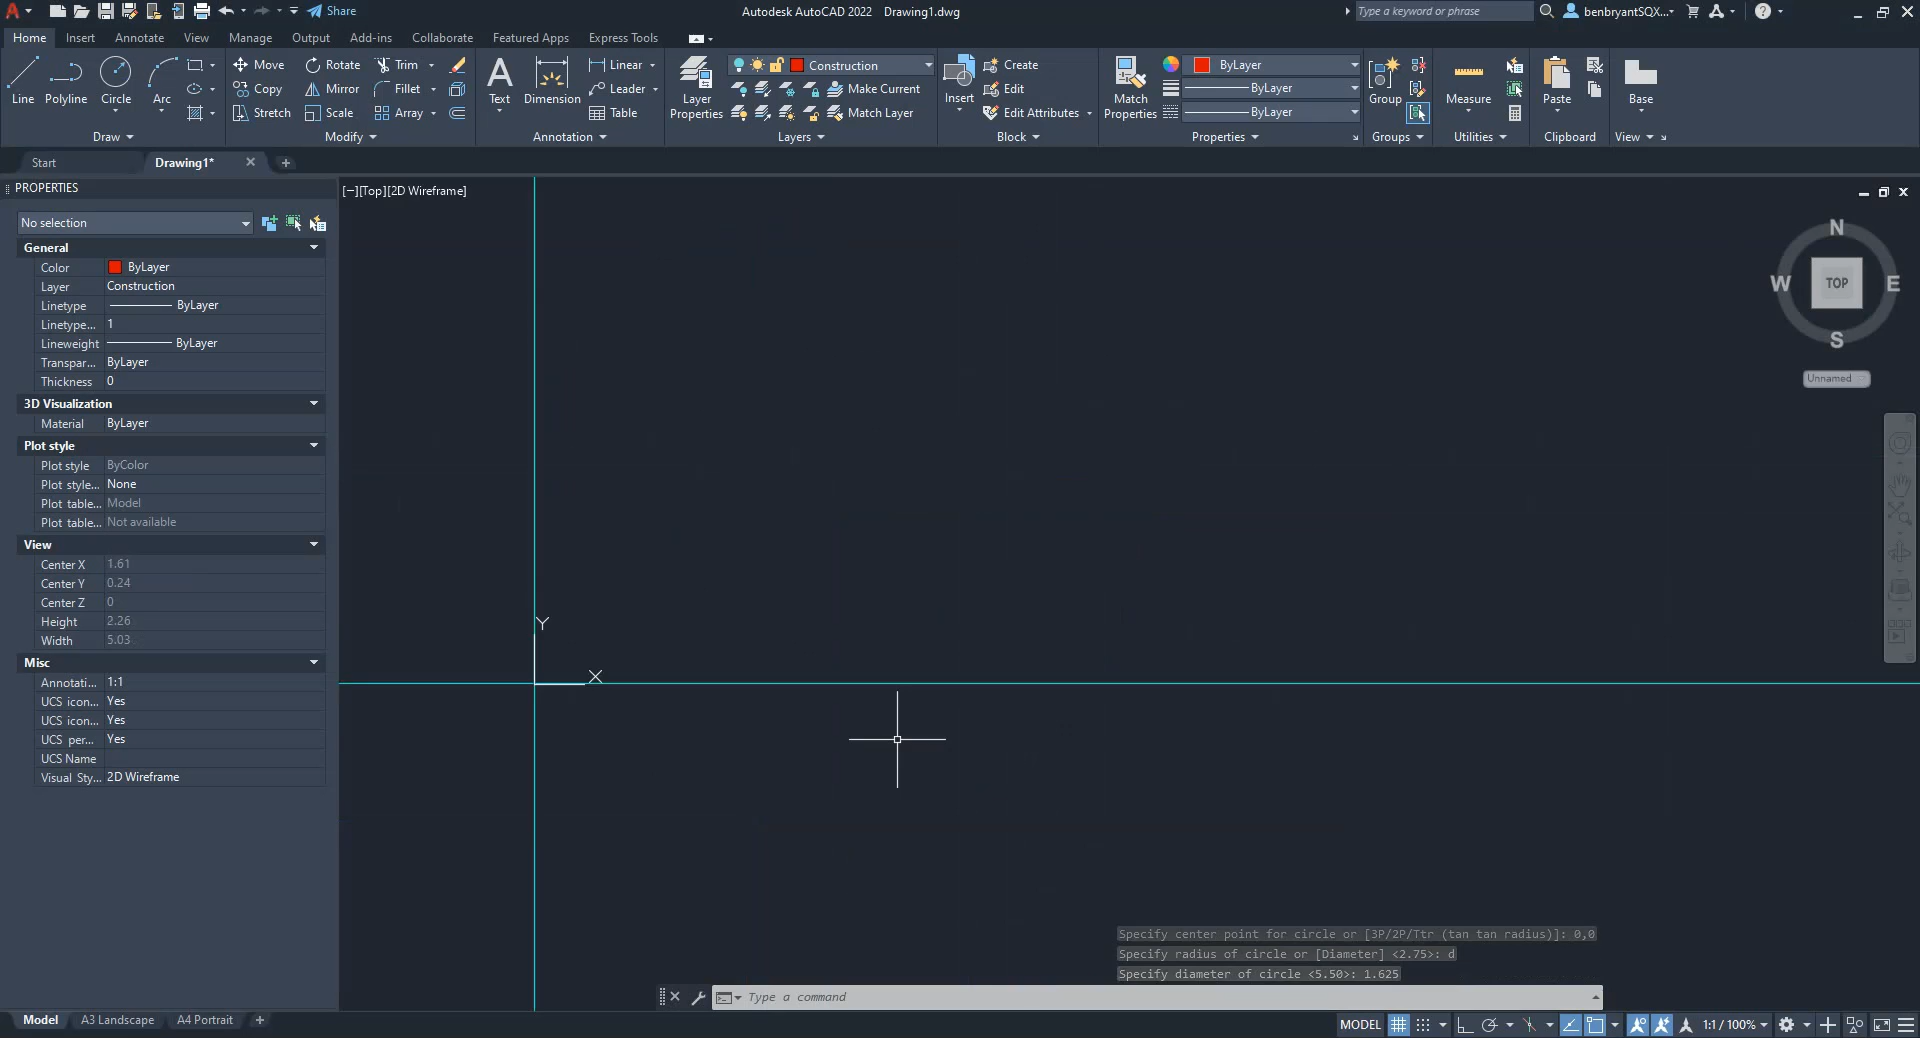 Share
Autodesk AutoCAD 2022 Drawing1.dwg
Type a keyword or phrase
benbryantSQX...
Home Insert Annotate View Manage Output Add-ins Collaborate Featured Apps Express Tools
Line Polyline Circle Arc
Move Rotate Trim
Copy Mirror Fillet
Stretch Scale Array
Text Dimension
Linear
Leader
Table
Layer
Properties
Construction
Make Current
Match Layer
Insert
Create
Edit
Edit Attributes
Match
Properties
ByLayer
ByLayer
ByLayer
Group
Measure
Paste
Base
Draw Modify Annotation Layers Block Properties Groups Utilities Clipboard View
Start Drawing1*
PROPERTIES
[−][Top][2D Wireframe]
No selection
General
Color ByLayer
Layer Construction
Linetype ByLayer
Linetype... 1
Lineweight ByLayer
Transpar... ByLayer
Thickness 0
3D Visualization
Material ByLayer
Plot style
Plot style ByColor
Plot style... None
Plot table... Model
Plot table... Not available
View
Center X 1.61
Center Y 0.24
Center Z 0
Height 2.26
Width 5.03
Misc
Annotati... 1:1
UCS icon... Yes
UCS icon... Yes
UCS per... Yes
UCS Name
Visual Sty... 2D Wireframe
N
W TOP E
S
Unnamed
Y
X
Specify center point for circle or [3P/2P/Ttr (tan tan radius)]: 0,0
Specify radius of circle or [Diameter] <2.75>: d
Specify diameter of circle <5.50>: 1.625
Type a command
Model A3 Landscape A4 Portrait
MODEL 1:1 / 100%